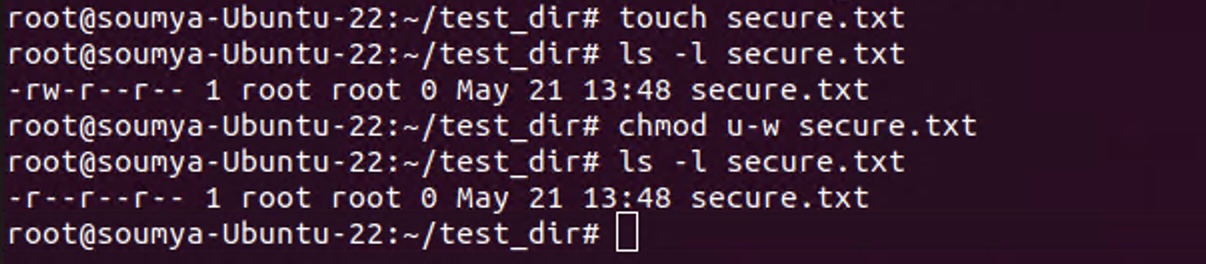 root@soumya-Ubuntu-22:~/test_dir# touch secure.txt
root@soumya-Ubuntu-22:~/test_dir# ls -l secure.txt
-rw-r--r-- 1 root root 0 May 21 13:48 secure.txt
root@soumya-Ubuntu-22:~/test_dir# chmod u-w secure.txt
root@soumya-Ubuntu-22:~/test_dir# ls -l secure.txt
-r--r--r-- 1 root root 0 May 21 13:48 secure.txt
root@soumya-Ubuntu-22:~/test_dir#